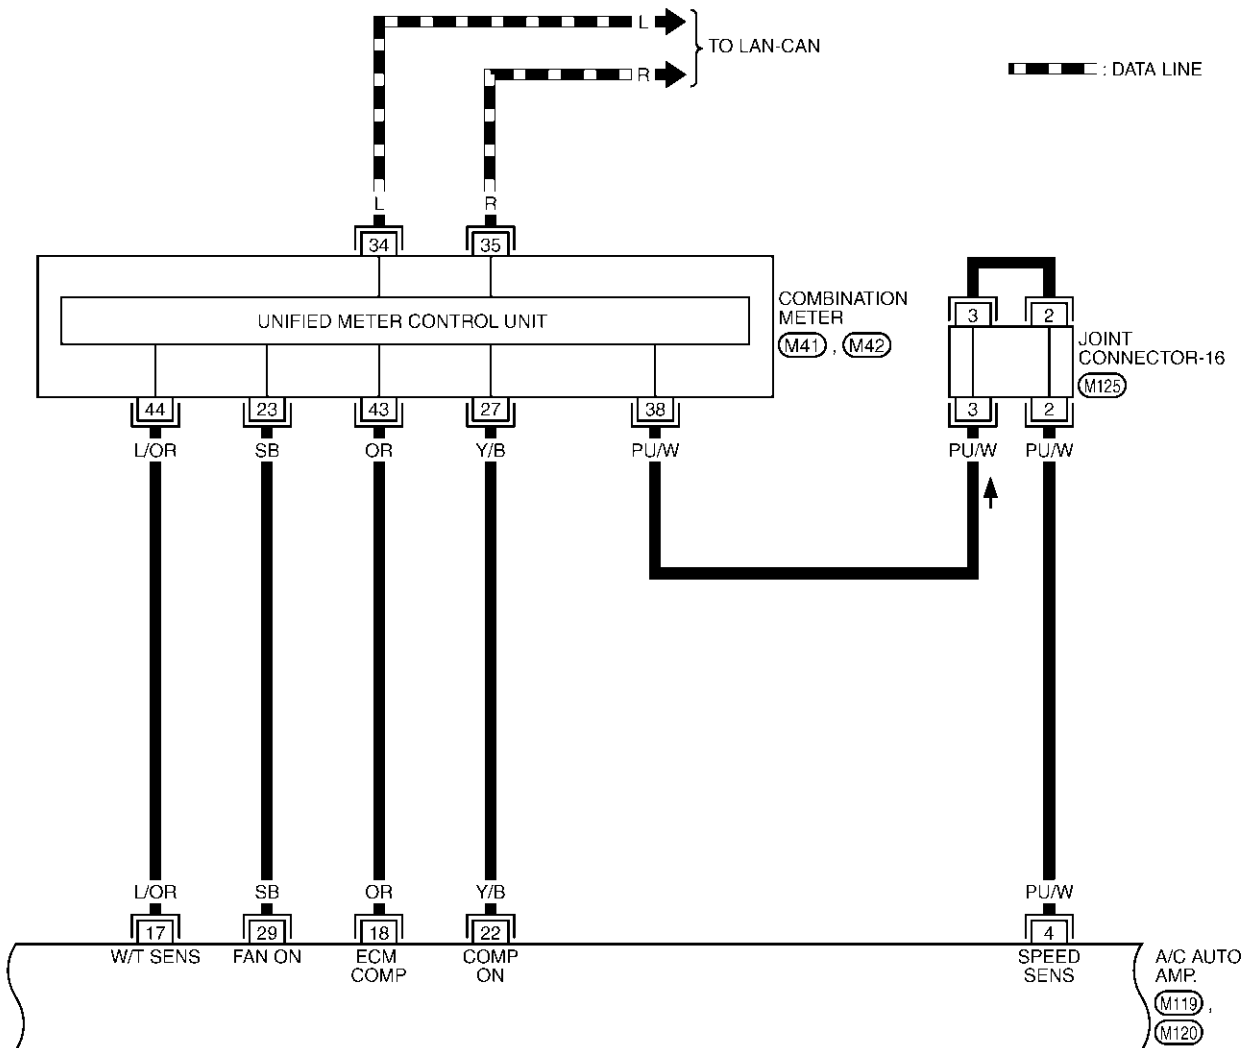 L
TO LAN-CAN
R
: DATA LINE
L R
34 35
UNIFIED METER CONTROL UNIT
COMBINATION
METER
M41 , M42
3 2
JOINT
CONNECTOR-16
M125
44 23 43 27 38 3 2
L/OR SB OR Y/B PU/W PU/W PU/W
L/OR SB OR Y/B PU/W
17 29 18 22 4
W/T SENS
FAN ON
ECM
COMP
COMP
ON
SPEED
SENS
A/C AUTO
AMP.
M119 ,
M120